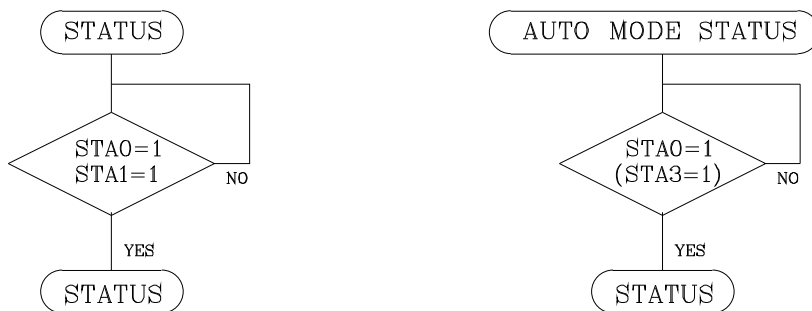 STATUS
STA0=1
STA1=1
NO
YES
STATUS
AUTO MODE STATUS
STA0=1
(STA3=1)
NO
YES
STATUS